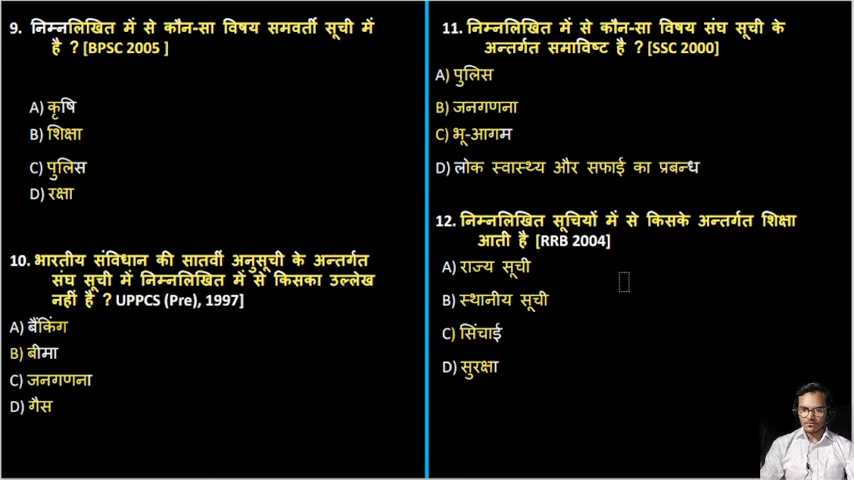 9. निम्नलिखित में से कौन-सा विषय समवर्ती सूची में
है ? [BPSC 2005 ]
A) कृषि
B) शिक्षा
C) पुलिस
D) रक्षा
10. भारतीय संविधान की सातवीं अनुसूची के अन्तर्गत
संघ सूची में निम्नलिखित में से किसका उल्लेख
नहीं है ? UPPCS (Pre), 1997]
A) बैंकिंग
B) बीमा
C) जनगणना
D) गैस
11. निम्नलिखित में से कौन-सा विषय संघ सूची के
अन्तर्गत समाविष्ट है ? [SSC 2000]
A) पुलिस
B) जनगणना
C) भू-आगम
D) लोक स्वास्थ्य और सफाई का प्रबन्ध
12. निम्नलिखित सूचियों में से किसके अन्तर्गत शिक्षा
आती है [RRB 2004]
A) राज्य सूची
B) स्थानीय सूची
C) सिंचाई
D) सुरक्षा